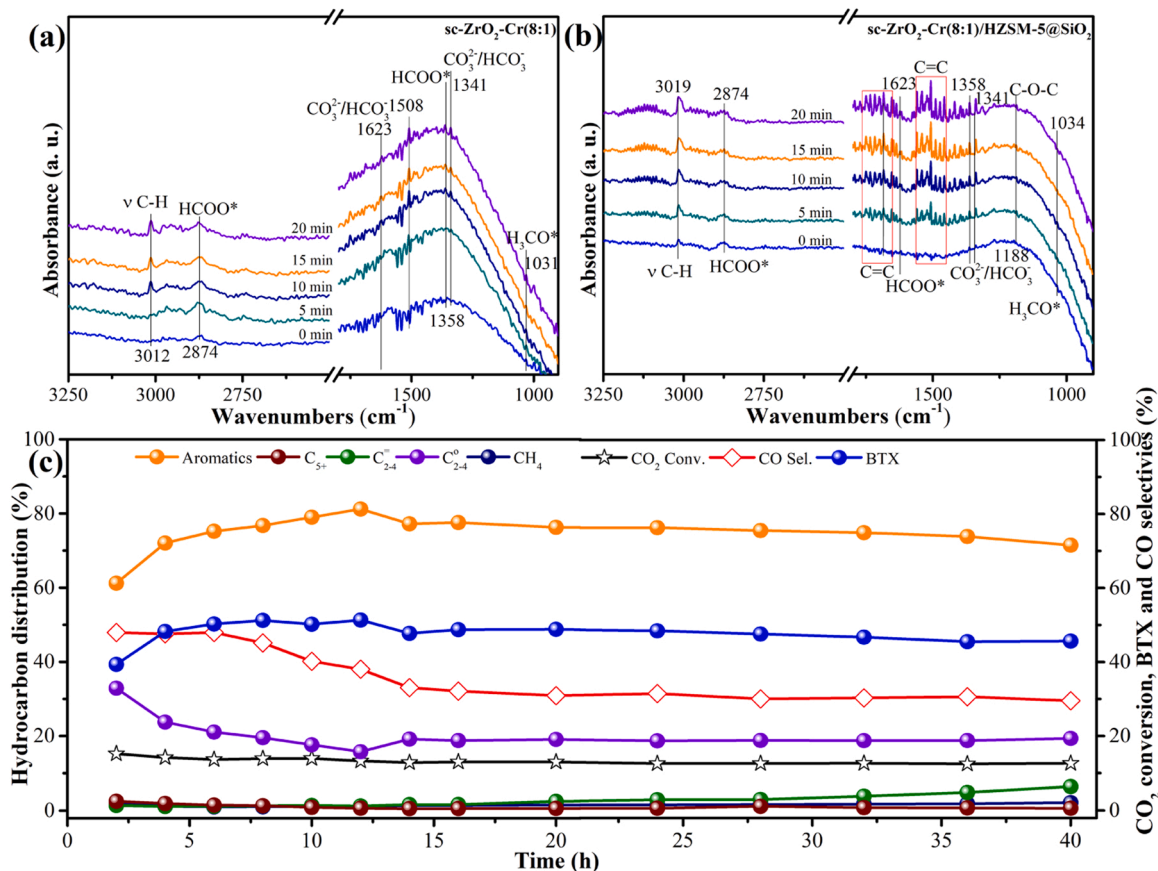 (a)
sc-ZrO₂-Cr(8:1)
CO₃²⁻/HCO₃⁻
HCOO* 1341
CO₃²⁻/HCO₃⁻ 1508
1623
ν C-H HCOO*
20 min
15 min
10 min
5 min
0 min
H₃CO*
1031
1358
3012 2874
3250 3000 2750 1500 1000
Wavenumbers (cm⁻¹)
Absorbance (a. u.)
(b)
sc-ZrO₂-Cr(8:1)/HZSM-5@SiO₂
C=C
3019 2874 1623 1358 C-O-C
1341
1034
20 min
15 min
10 min
5 min
0 min
1188
ν C-H HCOO* C=C
HCOO* CO₃²⁻/HCO₃⁻
H₃CO*
3250 3000 2750 1500 1000
Wavenumbers (cm⁻¹)
Absorbance (a. u.)
(c)
Aromatics C₅₊ C⁼₂₋₄ C⁰₂₋₄ CH₄ CO₂ Conv. CO Sel. BTX
100
80
60
40
20
0
Hydrocarbon distribution (%)
100
80
60
40
20
0
CO₂ conversion, BTX and CO selectivies (%)
0 5 10 15 20 25 30 35 40
Time (h)